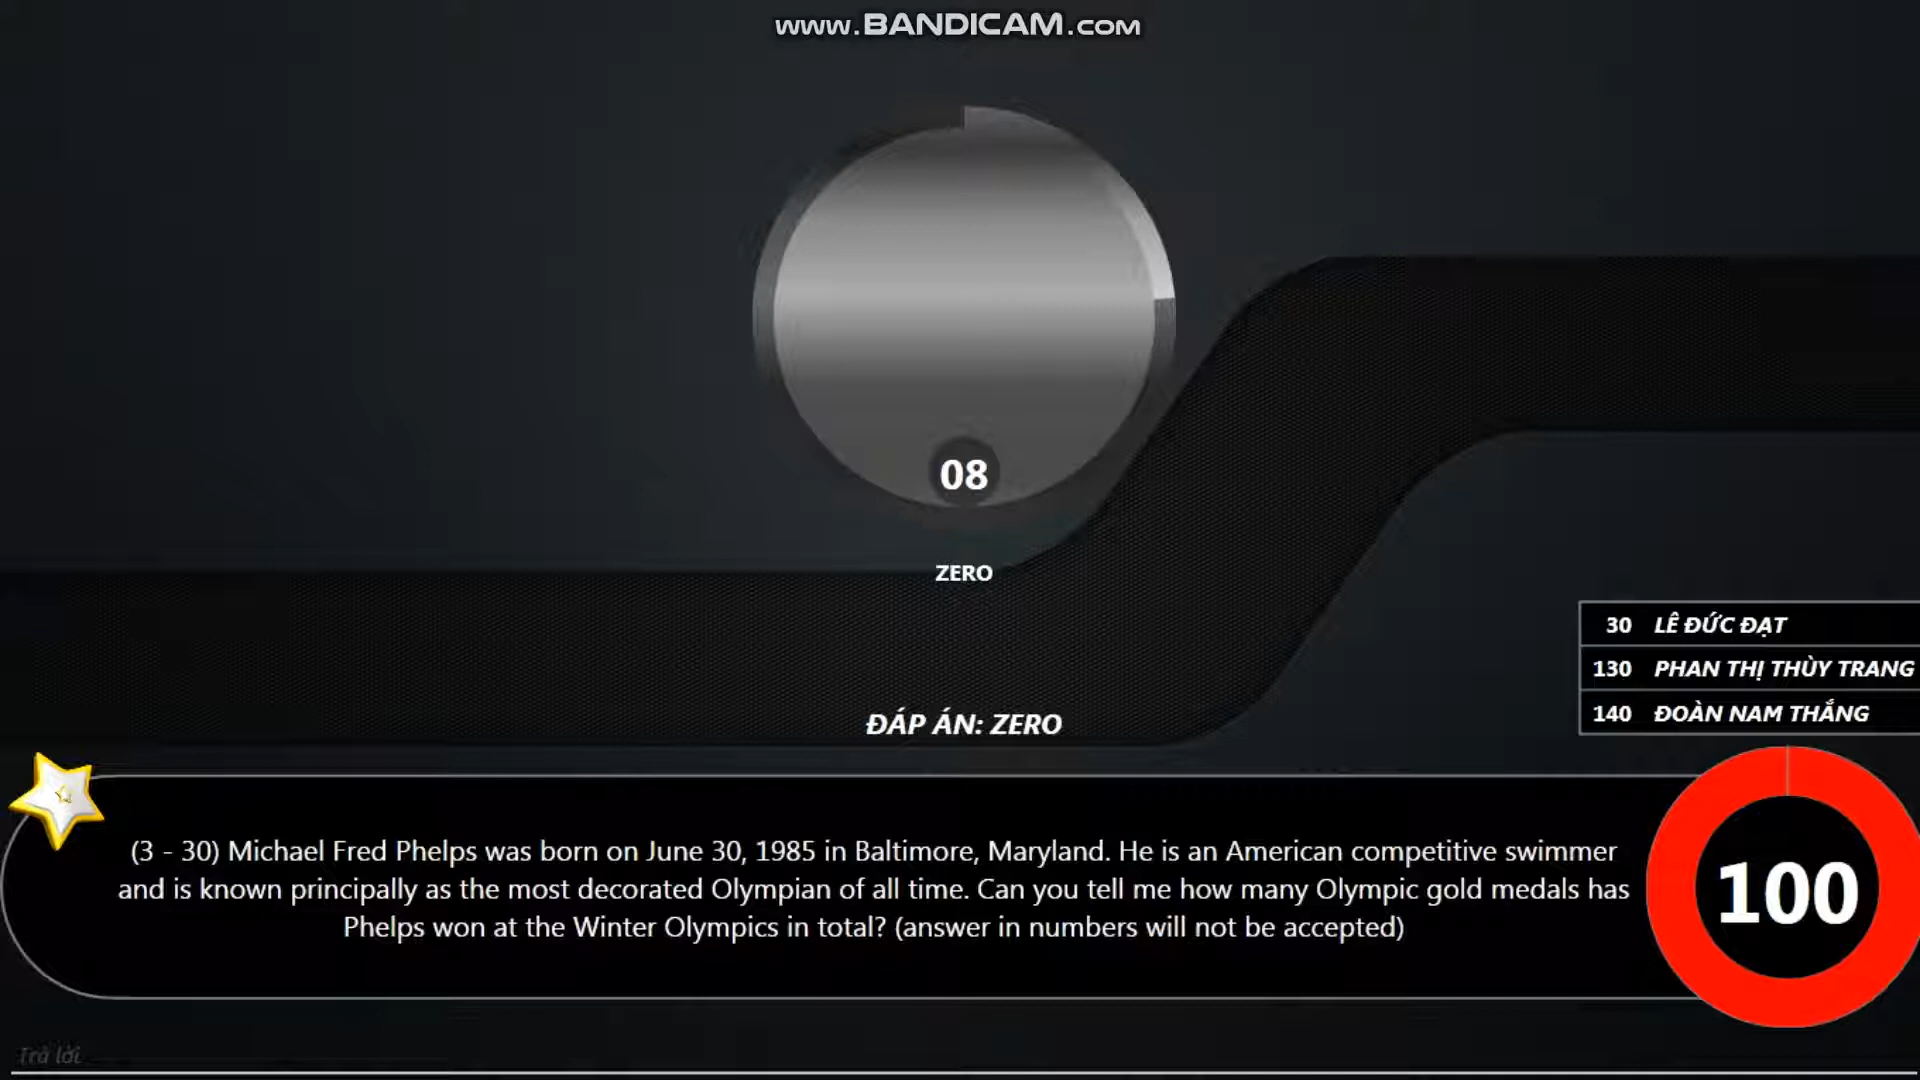 www.BANDICAM.COM
08
ZERO
30 LÊ ĐỨC ĐẠT
130 PHAN THỊ THÙY TRANG
140 ĐOÀN NAM THẮNG
ĐÁP ÁN: ZERO
(3 - 30) Michael Fred Phelps was born on June 30, 1985 in Baltimore, Maryland. He is an American competitive swimmer
and is known principally as the most decorated Olympian of all time. Can you tell me how many Olympic gold medals has
Phelps won at the Winter Olympics in total? (answer in numbers will not be accepted)
100
Trả lời